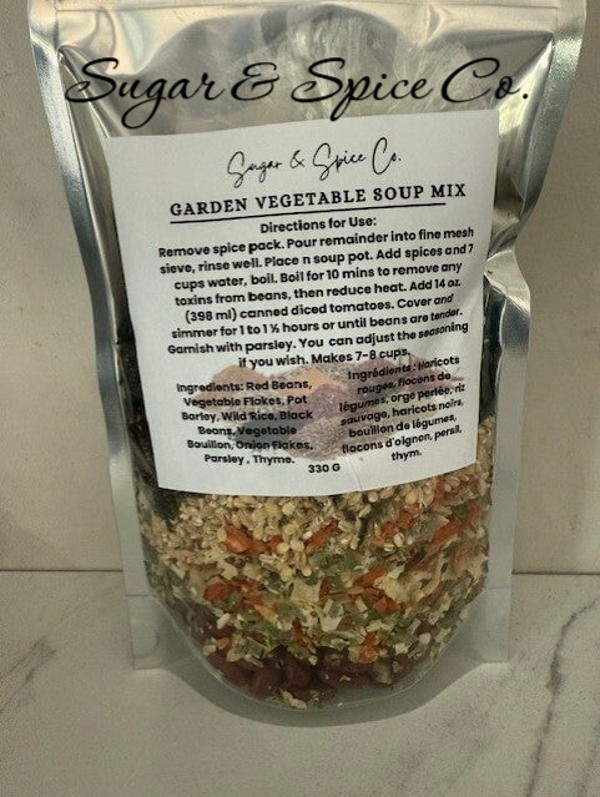 Sugar & Spice Co.
Sugar & Spice Co.
GARDEN VEGETABLE SOUP MIX
Directions for Use:
Remove spice pack. Pour remainder into fine mesh
sieve, rinse well. Place n soup pot. Add spices and 7
cups water, boil. Boil for 10 mins to remove any
toxins from beans, then reduce heat. Add 14 oz.
(398 ml) canned diced tomatoes. Cover and
simmer for 1 to 1 ½ hours or until beans are tender.
Garnish with parsley. You can adjust the seasoning
if you wish. Makes 7-8 cups.
Ingredients: Red Beans,
Vegetable Flakes, Pot
Barley, Wild Rice, Black
Beans, Vegetable
Bouillon, Onion Flakes,
Parsley, Thyme.
Ingrédients: Haricots
rouges, flocons de
légumes, orge perlée, riz
sauvage, haricots noirs,
bouillon de légumes,
flocons d'oignon, persil,
thym.
330 G